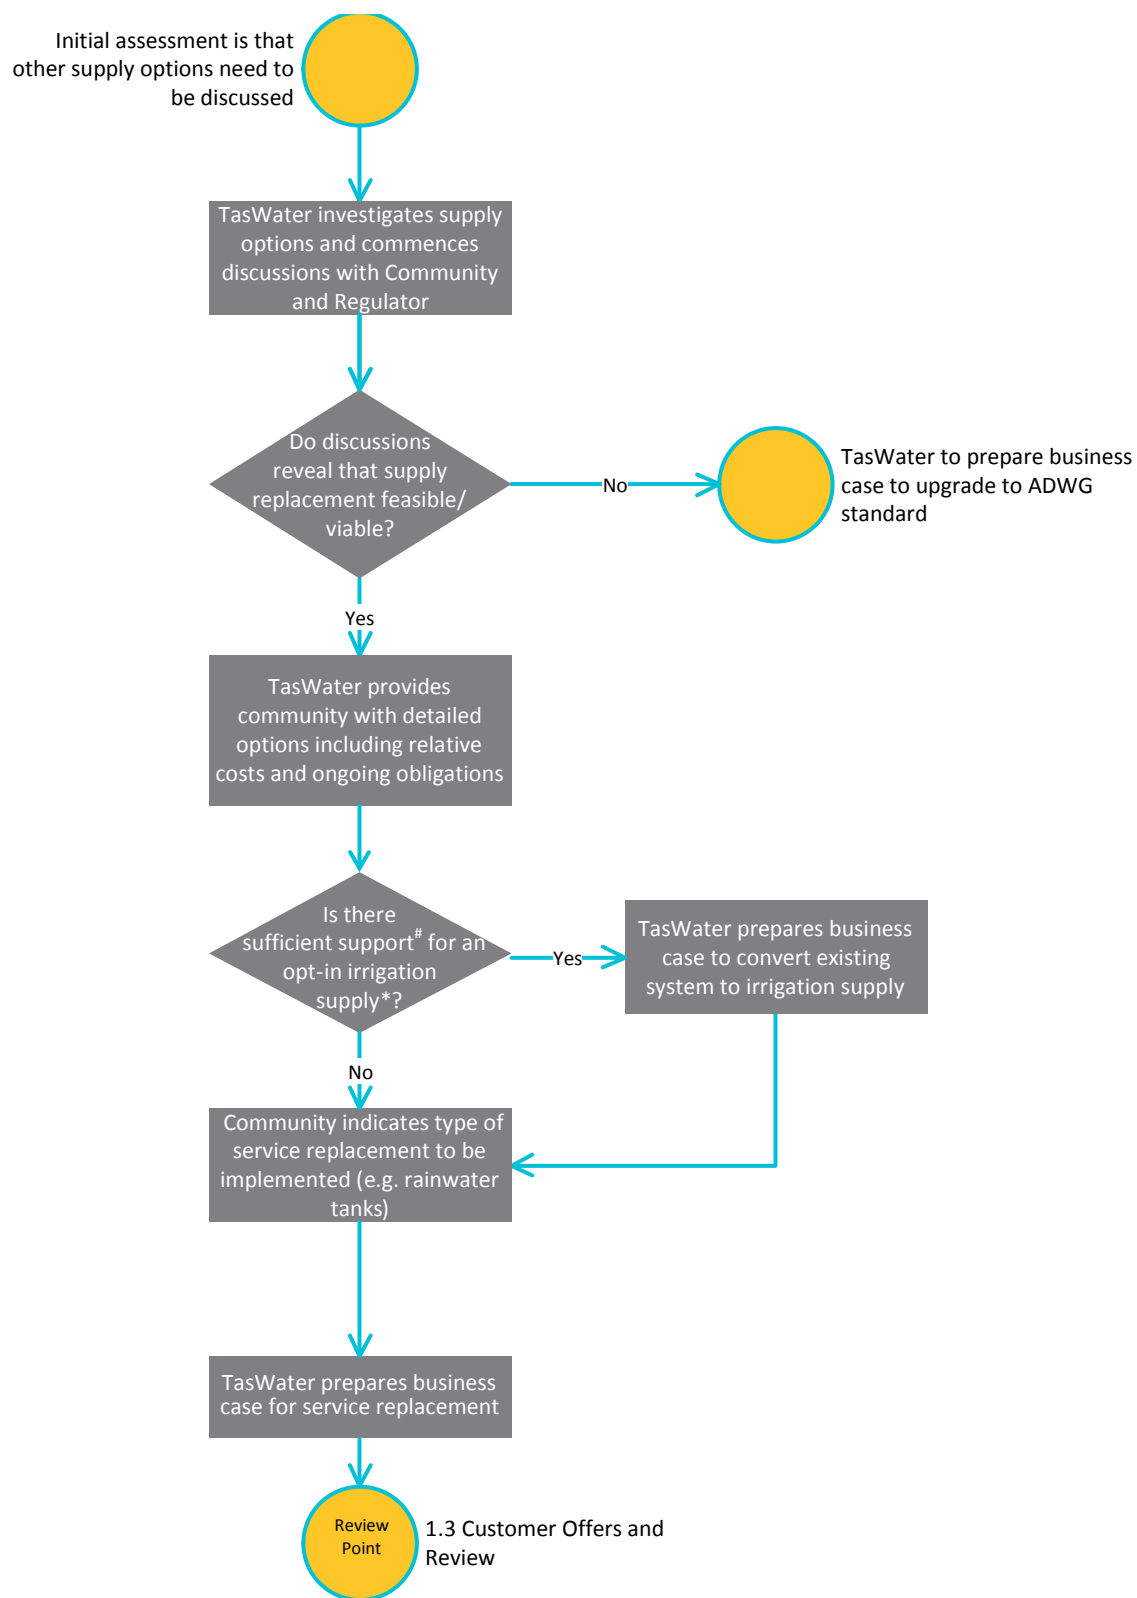 Initial assessment is that
other supply options need to
be discussed
TasWater investigates supply
options and commences
discussions with Community
and Regulator
Do discussions
reveal that supply
replacement feasible/
viable?
No
TasWater to prepare business
case to upgrade to ADWG
standard
Yes
TasWater provides
community with detailed
options including relative
costs and ongoing obligations
Is there
sufficient support# for an
opt-in irrigation
supply*?
Yes
TasWater prepares business
case to convert existing
system to irrigation supply
No
Community indicates type of
service replacement to be
implemented (e.g. rainwater
tanks)
TasWater prepares business
case for service replacement
Review
Point
1.3 Customer Offers and
Review